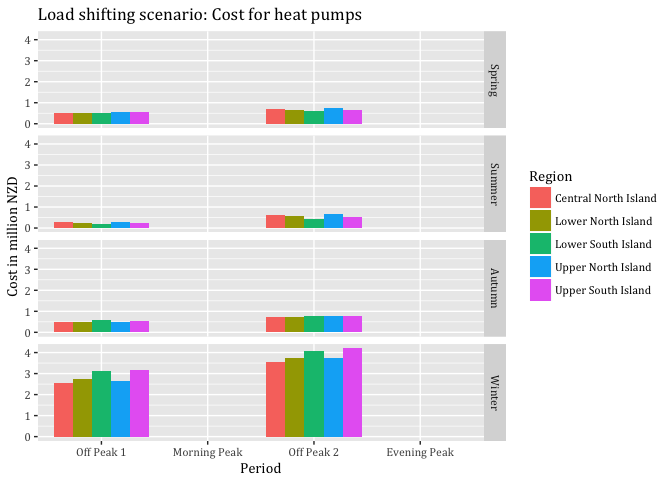 Load shifting scenario: Cost for heat pumps
Cost in million NZD
4
3
2
1
0
Spring
4
3
2
1
0
Summer
4
3
2
1
0
Autumn
4
3
2
1
0
Winter
Off Peak 1
Morning Peak
Off Peak 2
Evening Peak
Period
Region
Central North Island
Lower North Island
Lower South Island
Upper North Island
Upper South Island